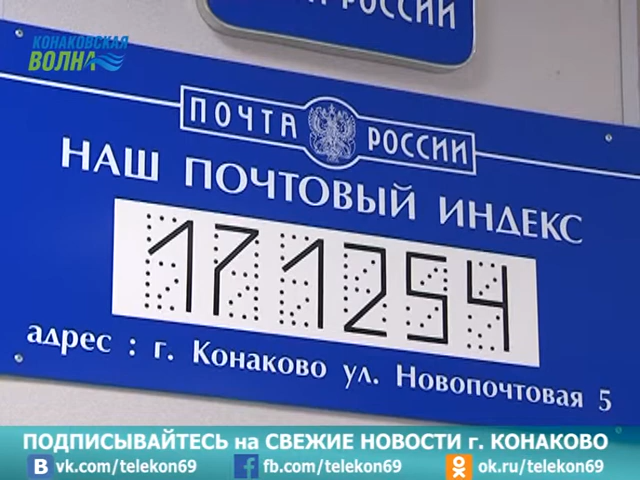 КОНАКОВСКАЯ
ВОЛНА
РОССИИ
ПОЧТА РОССИИ
НАШ ПОЧТОВЫЙ ИНДЕКС
171254
адрес : г. Конаково ул. Новопочтовая 5
ПОДПИСЫВАЙТЕСЬ на СВЕЖИЕ НОВОСТИ г. КОНАКОВО
vk.com/telekon69 fb.com/telekon69 ok.ru/telekon69